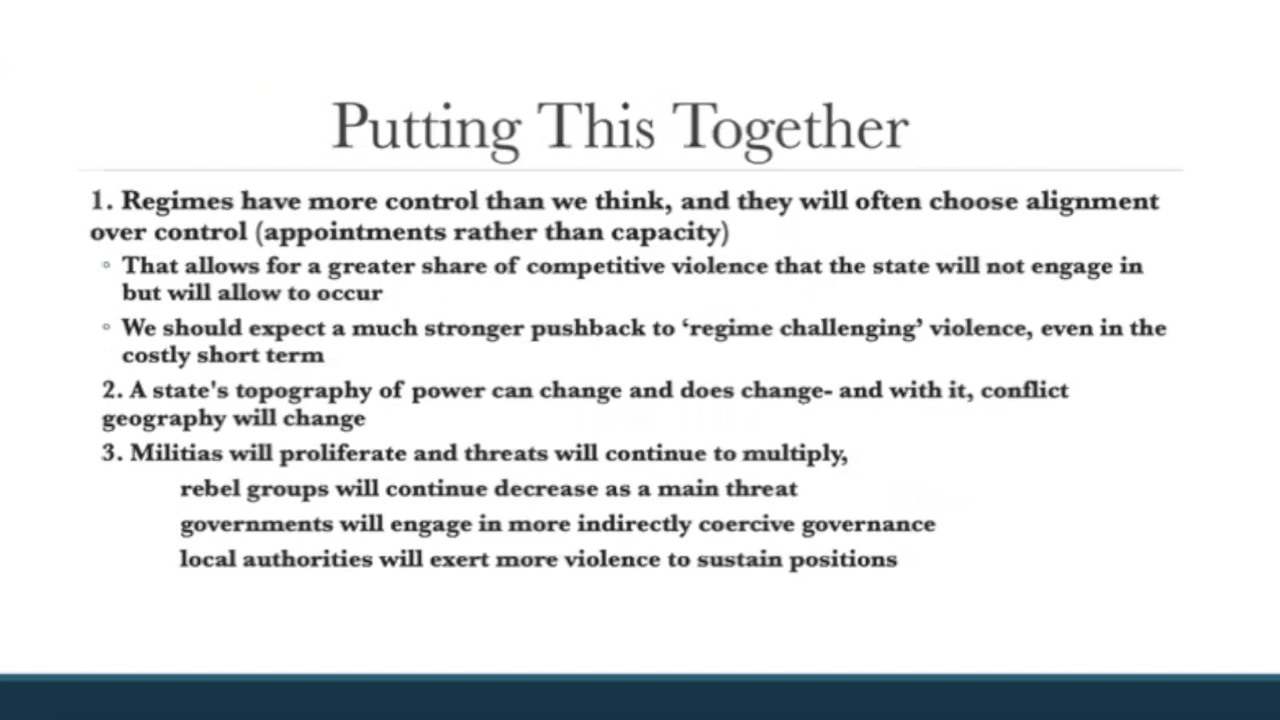 Putting This Together
1. Regimes have more control than we think, and they will often choose alignment
over control (appointments rather than capacity)
◦ That allows for a greater share of competitive violence that the state will not engage in
but will allow to occur
◦ We should expect a much stronger pushback to ‘regime challenging’ violence, even in the
costly short term
2. A state's topography of power can change and does change- and with it, conflict
geography will change
3. Militias will proliferate and threats will continue to multiply,
rebel groups will continue decrease as a main threat
governments will engage in more indirectly coercive governance
local authorities will exert more violence to sustain positions